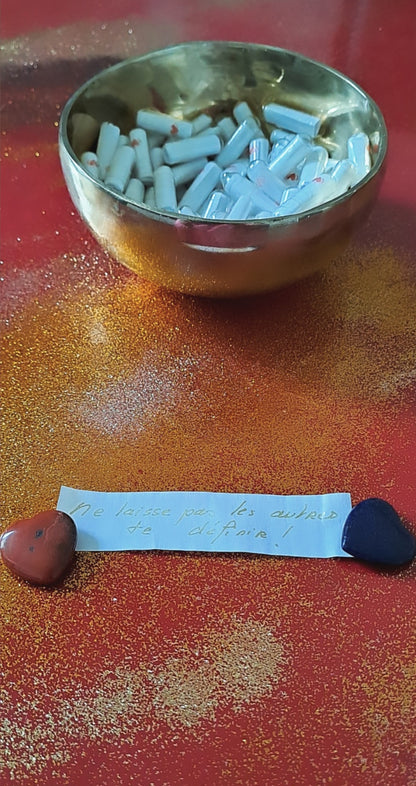 Ne laisse pas les autres
te définir !